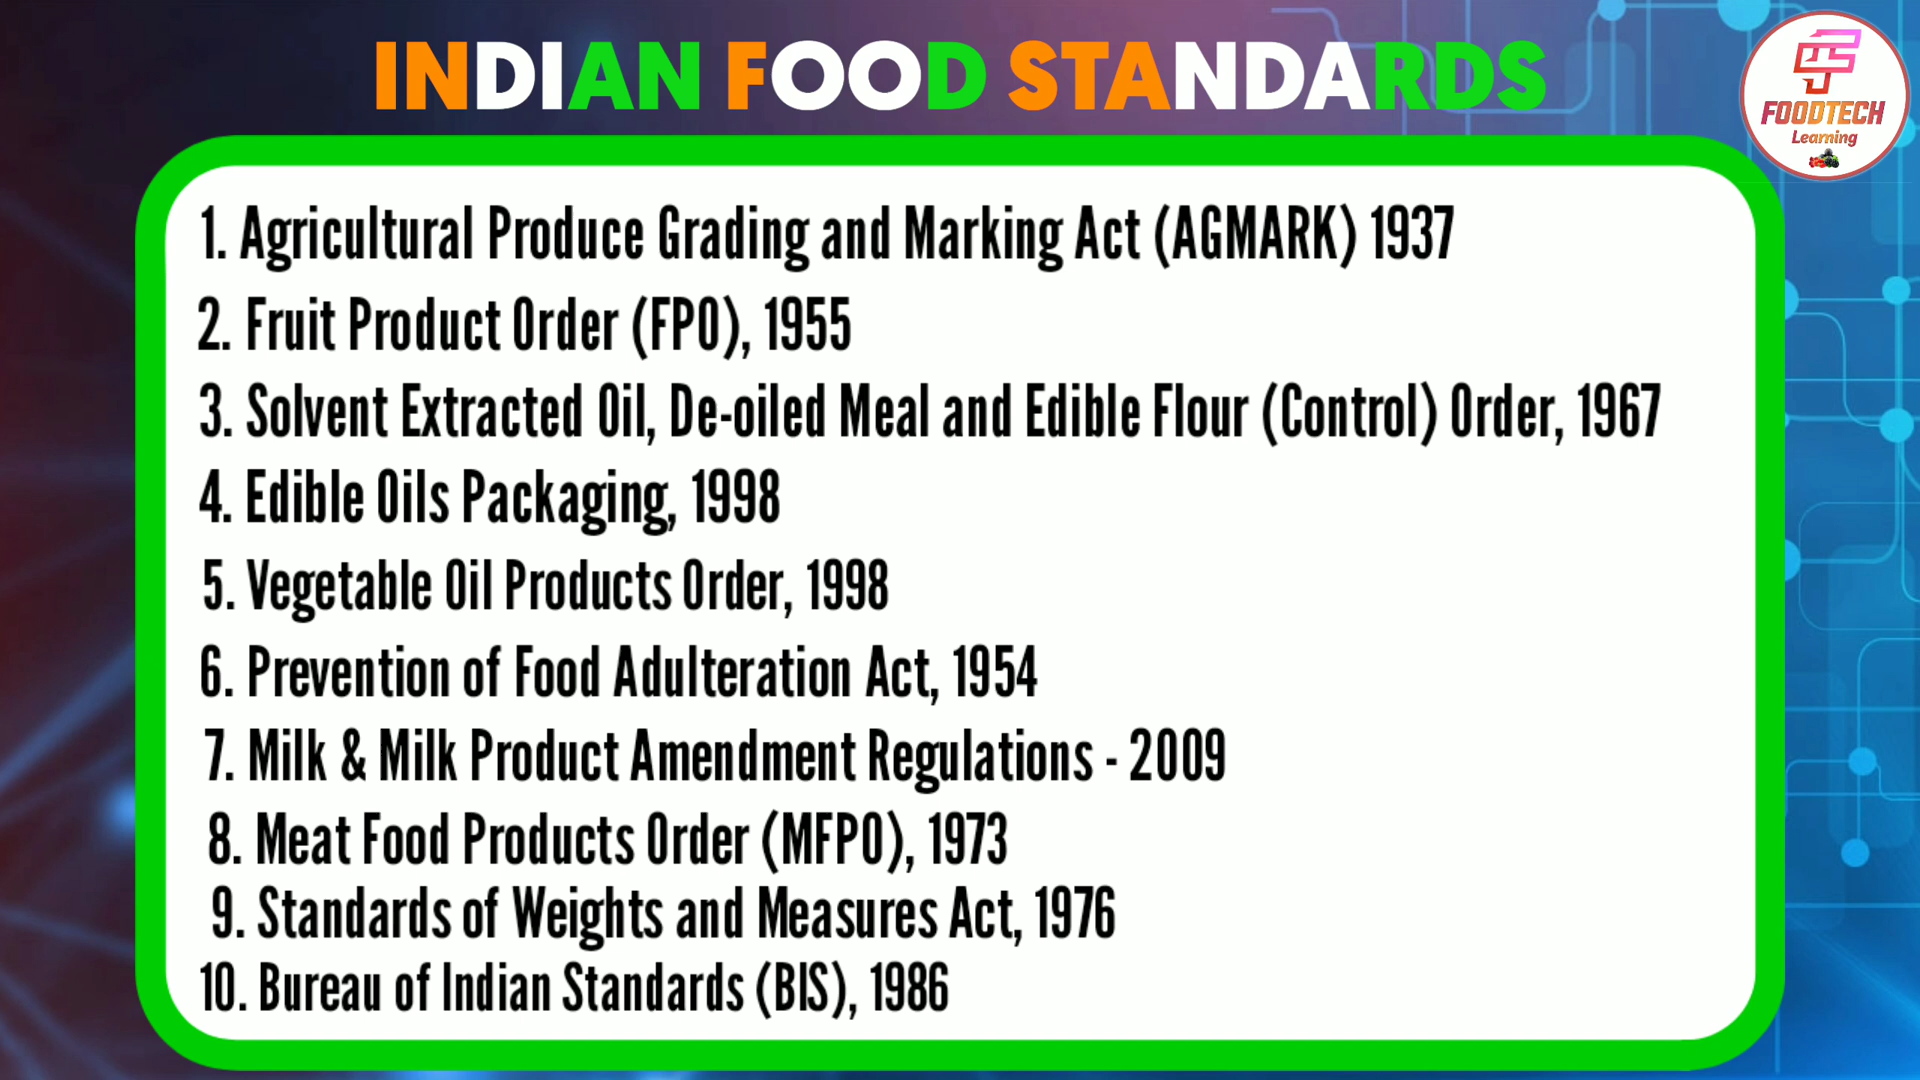 INDIAN FOOD STANDARDS
FOODTECH
Learning
1. Agricultural Produce Grading and Marking Act (AGMARK) 1937
2. Fruit Product Order (FPO), 1955
3. Solvent Extracted Oil, De-oiled Meal and Edible Flour (Control) Order, 1967
4. Edible Oils Packaging, 1998
5. Vegetable Oil Products Order, 1998
6. Prevention of Food Adulteration Act, 1954
7. Milk & Milk Product Amendment Regulations - 2009
8. Meat Food Products Order (MFPO), 1973
9. Standards of Weights and Measures Act, 1976
10. Bureau of Indian Standards (BIS), 1986